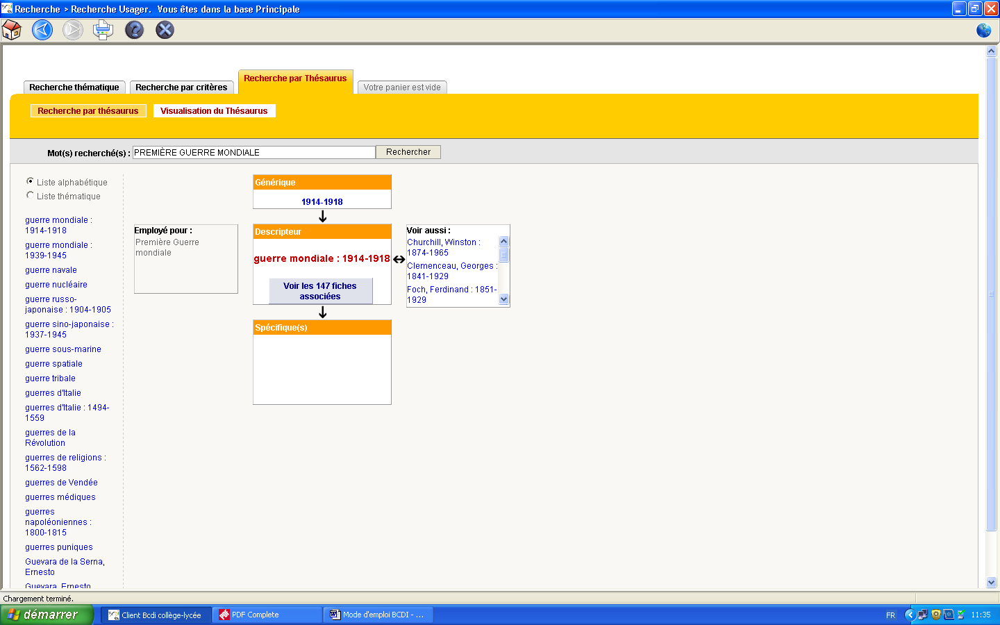 Recherche > Recherche Usager.  Vous êtes dans la base Principale
Recherche thématique
Recherche par critères
Recherche par Thésaurus
Votre panier est vide
Recherche par thésaurus
Visualisation du Thésaurus
Mot(s) recherché(s) : PREMIÈRE GUERRE MONDIALE Rechercher
Liste alphabétique
Liste thématique
guerre mondiale :
1914-1918
guerre mondiale :
1939-1945
guerre navale
guerre nucléaire
guerre russo-
japonaise : 1904-1905
guerre sino-japonaise :
1937-1945
guerre sous-marine
guerre spatiale
guerre tribale
guerres d'Italie
guerres d'Italie : 1494-
1559
guerres de la
Révolution
guerres de religions :
1562-1598
guerres de Vendée
guerres médiques
guerres
napoléoniennes :
1800-1815
guerres puniques
Guevara de la Serna,
Ernesto
Guevara, Ernesto
Employé pour :
Première Guerre
mondiale
Générique
1914-1918
Descripteur
guerre mondiale : 1914-1918
Voir les 147 fiches
associées
Spécifique(s)
Voir aussi :
Churchill, Winston :
1874-1965
Clemenceau, Georges :
1841-1929
Foch, Ferdinand : 1851-
1929
Chargement terminé.
démarrer
Client Bcdi collège-lycée
PDF Complete
Mode d'emploi BCDI - ...
FR
11:35